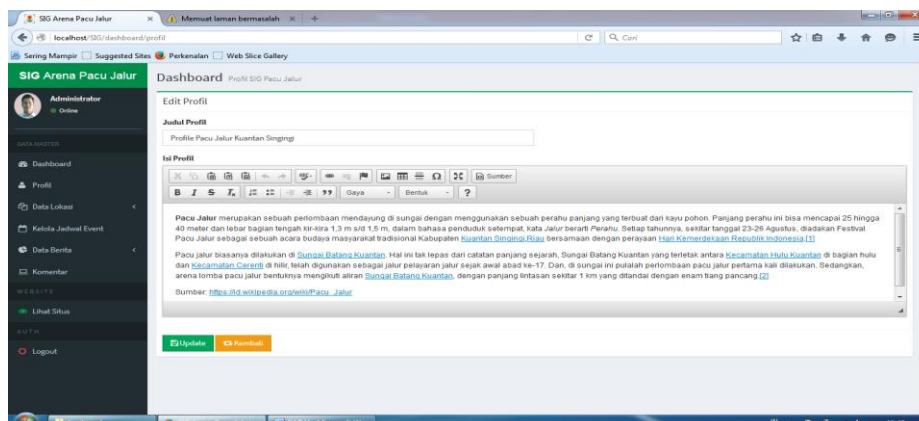 SIG Arena Pacu Jalur
Memuat laman bermasalah
localhost/SIG/dashboard/profil
Cari
Sering Mampir Suggested Sites Perkenalan Web Slice Gallery
SIG Arena Pacu Jalur
Dashboard Profil SIG Pacu Jalur
Administrator
Online
Edit Profil
Judul Profil
Profile Pacu Jalur Kuantan Singingi
DATA MASTER
Dashboard
Profil
Data Lokasi
Kelola Jadwal Event
Data Berita
Komentar
WEBSITE
Lihat Situs
AUTH
Logout
Isi Profil
Sumber
B I S Tx Gaya Bentuk ?
Pacu Jalur merupakan sebuah perlombaan mendayung di sungai dengan menggunakan sebuah perahu panjang yang terbuat dari kayu pohon. Panjang perahu ini bisa mencapai 25 hingga
40 meter dan lebar bagian tengah kir-kira 1,3 m s/d 1,5 m, dalam bahasa penduduk setempat, kata Jalur berarti Perahu. Setiap tahunnya, sekitar tanggal 23-26 Agustus, diadakan Festival
Pacu Jalur sebagai sebuah acara budaya masyarakat tradisional Kabupaten Kuantan Singingi,Riau bersamaan dengan perayaan Hari Kemerdekaan Republik Indonesia.[1]
Pacu jalur biasanya dilakukan di Sungai Batang Kuantan. Hal ini tak lepas dari catatan panjang sejarah, Sungai Batang Kuantan yang terletak antara Kecamatan Hulu Kuantan di bagian hulu
dan Kecamatan Cerenti di hilir, telah digunakan sebagai jalur pelayaran jalur sejak awal abad ke-17. Dan, di sungai ini pulalah perlombaan pacu jalur pertama kali dilakukan. Sedangkan,
arena lomba pacu jalur bentuknya mengikuti aliran Sungai Batang Kuantan, dengan panjang lintasan sekitar 1 km yang ditandai dengan enam tiang pancang.[2]
Sumber: https://id.wikipedia.org/wiki/Pacu_Jalur
Update Kembali